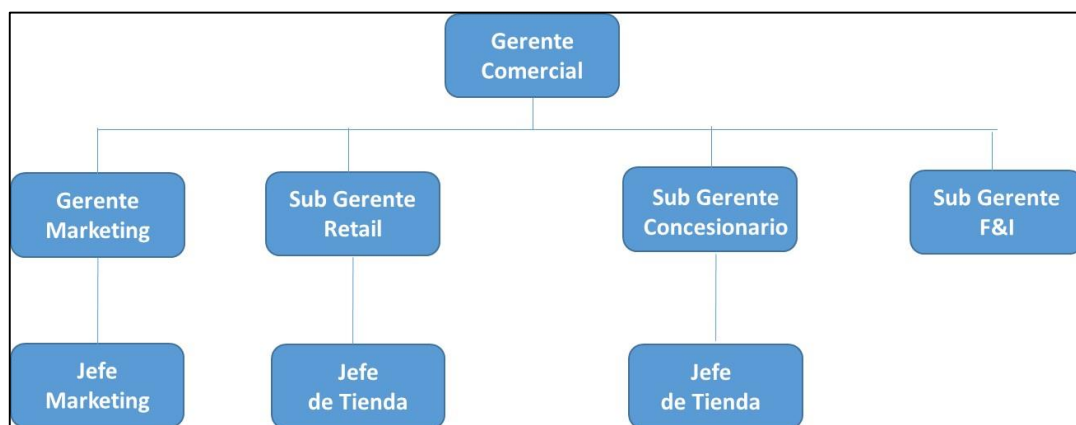 Gerente
Comercial
Gerente
Marketing
Sub Gerente
Retail
Sub Gerente
Concesionario
Sub Gerente
F&I
Jefe
Marketing
Jefe
de Tienda
Jefe
de Tienda